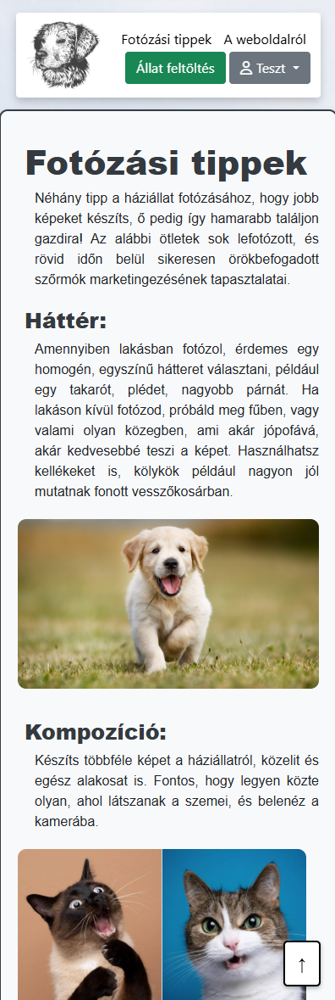 Fotózási tippek A weboldalról
Állat feltöltés Teszt
Fotózási tippek
Néhány tipp a háziállat fotózásához, hogy jobb
képeket készíts, ő pedig így hamarabb találjon
gazdira! Az alábbi ötletek sok lefotózott, és
rövid időn belül sikeresen örökbefogadott
szőrmók marketingezésének tapasztalatai.
Háttér:
Amennyiben lakásban fotózol, érdemes egy
homogén, egyszínű hátteret választani, például
egy takarót, plédet, nagyobb párnát. Ha
lakáson kívül fotózod, próbáld meg fűben, vagy
valami olyan közegben, ami akár jópofává,
akár kedvesebbé teszi a képet. Használhatsz
kellékeket is, kölykök például nagyon jól
mutatnak fonott vesszőkosárban.
Kompozíció:
Készíts többféle képet a háziállatról, közelit és
egész alakosat is. Fontos, hogy legyen közte
olyan, ahol látszanak a szemei, és belenéz a
kamerába.
↑